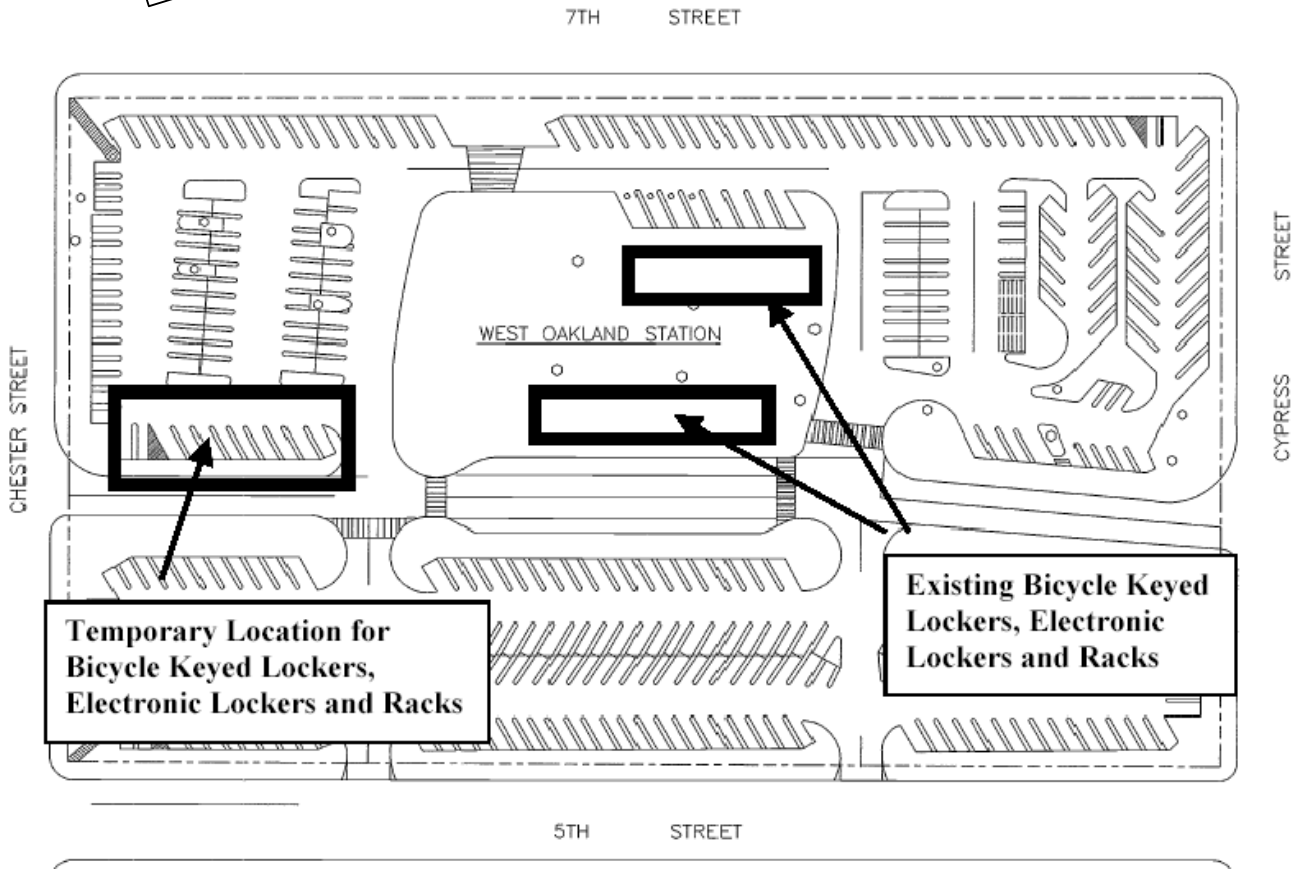 7TH STREET
WEST OAKLAND STATION
CHESTER STREET
CYPRESS STREET
Temporary Location for
Bicycle Keyed Lockers,
Electronic Lockers and Racks
Existing Bicycle Keyed
Lockers, Electronic
Lockers and Racks
5TH STREET